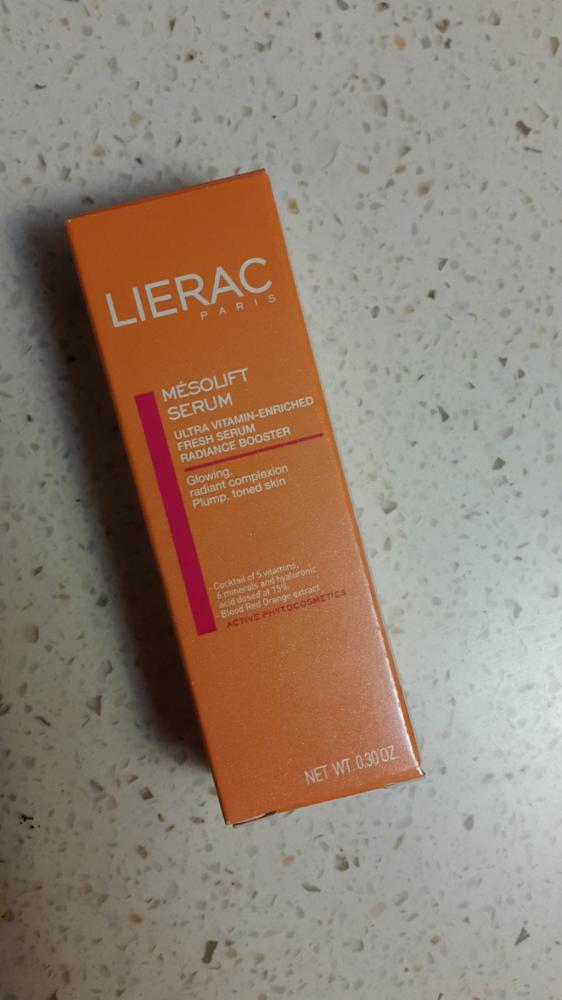 LIERAC
PARIS
MÉSOLIFT
SERUM
ULTRA VITAMIN-ENRICHED
FRESH SERUM
RADIANCE BOOSTER
Glowing,
radiant complexion
Plump, toned skin
- Cocktail of 5 vitamins,
6 minerals and hyaluronic
acid dosed at 15%
- Blood Red Orange extract
ACTIVE PHYTOCOSMETICS
NET WT. 0.30 OZ.